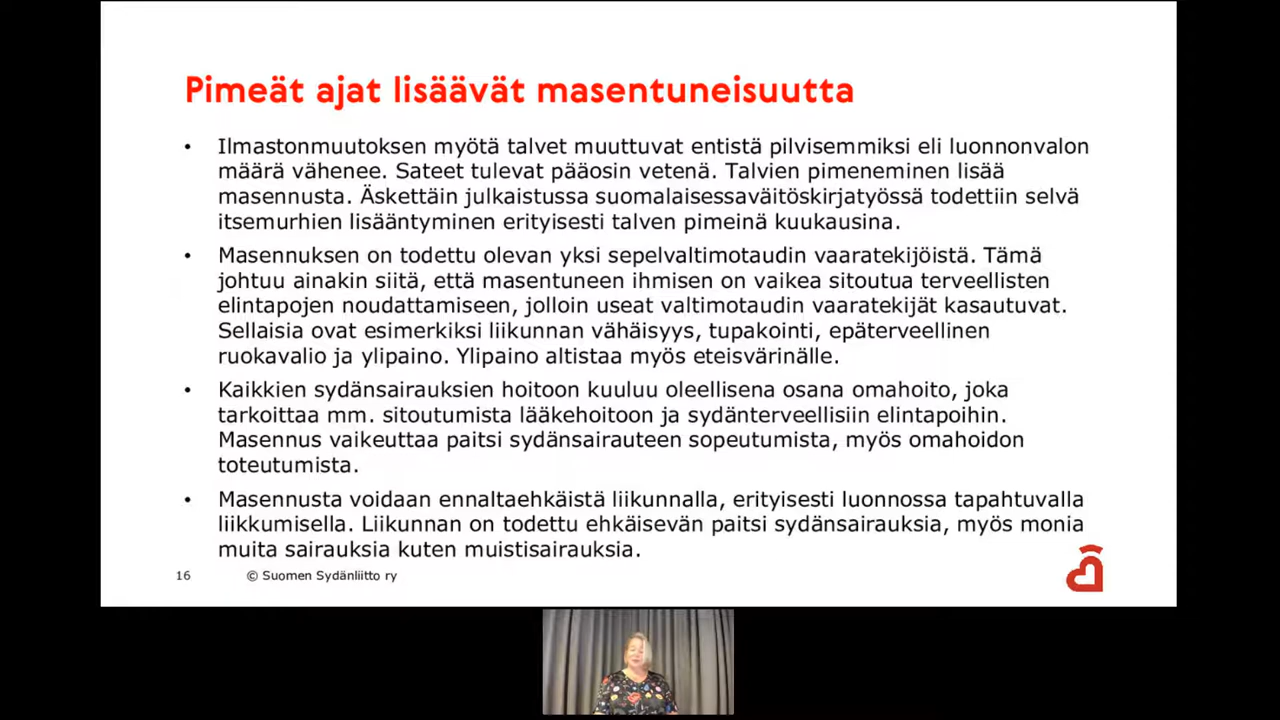 Pimeät ajat lisäävät masentuneisuutta
• Ilmastonmuutoksen myötä talvet muuttuvat entistä pilvisemmiksi eli luonnonvalon
määrä vähenee. Sateet tulevat pääosin vetenä. Talvien pimeneminen lisää
masennusta. Äskettäin julkaistussa suomalaisessaväitöskirjatyössä todettiin selvä
itsemurhien lisääntyminen erityisesti talven pimeinä kuukausina.
• Masennuksen on todettu olevan yksi sepelvaltimotaudin vaaratekijöistä. Tämä
johtuu ainakin siitä, että masentuneen ihmisen on vaikea sitoutua terveellisten
elintapojen noudattamiseen, jolloin useat valtimotaudin vaaratekijät kasautuvat.
Sellaisia ovat esimerkiksi liikunnan vähäisyys, tupakointi, epäterveellinen
ruokavalio ja ylipaino. Ylipaino altistaa myös eteisvärinälle.
• Kaikkien sydänsairauksien hoitoon kuuluu oleellisena osana omahoito, joka
tarkoittaa mm. sitoutumista lääkehoitoon ja sydänterveellisiin elintapoihin.
Masennus vaikeuttaa paitsi sydänsairauteen sopeutumista, myös omahoidon
toteutumista.
• Masennusta voidaan ennaltaehkäistä liikunnalla, erityisesti luonnossa tapahtuvalla
liikkumisella. Liikunnan on todettu ehkäisevän paitsi sydänsairauksia, myös monia
muita sairauksia kuten muistisairauksia.
16 © Suomen Sydänliitto ry